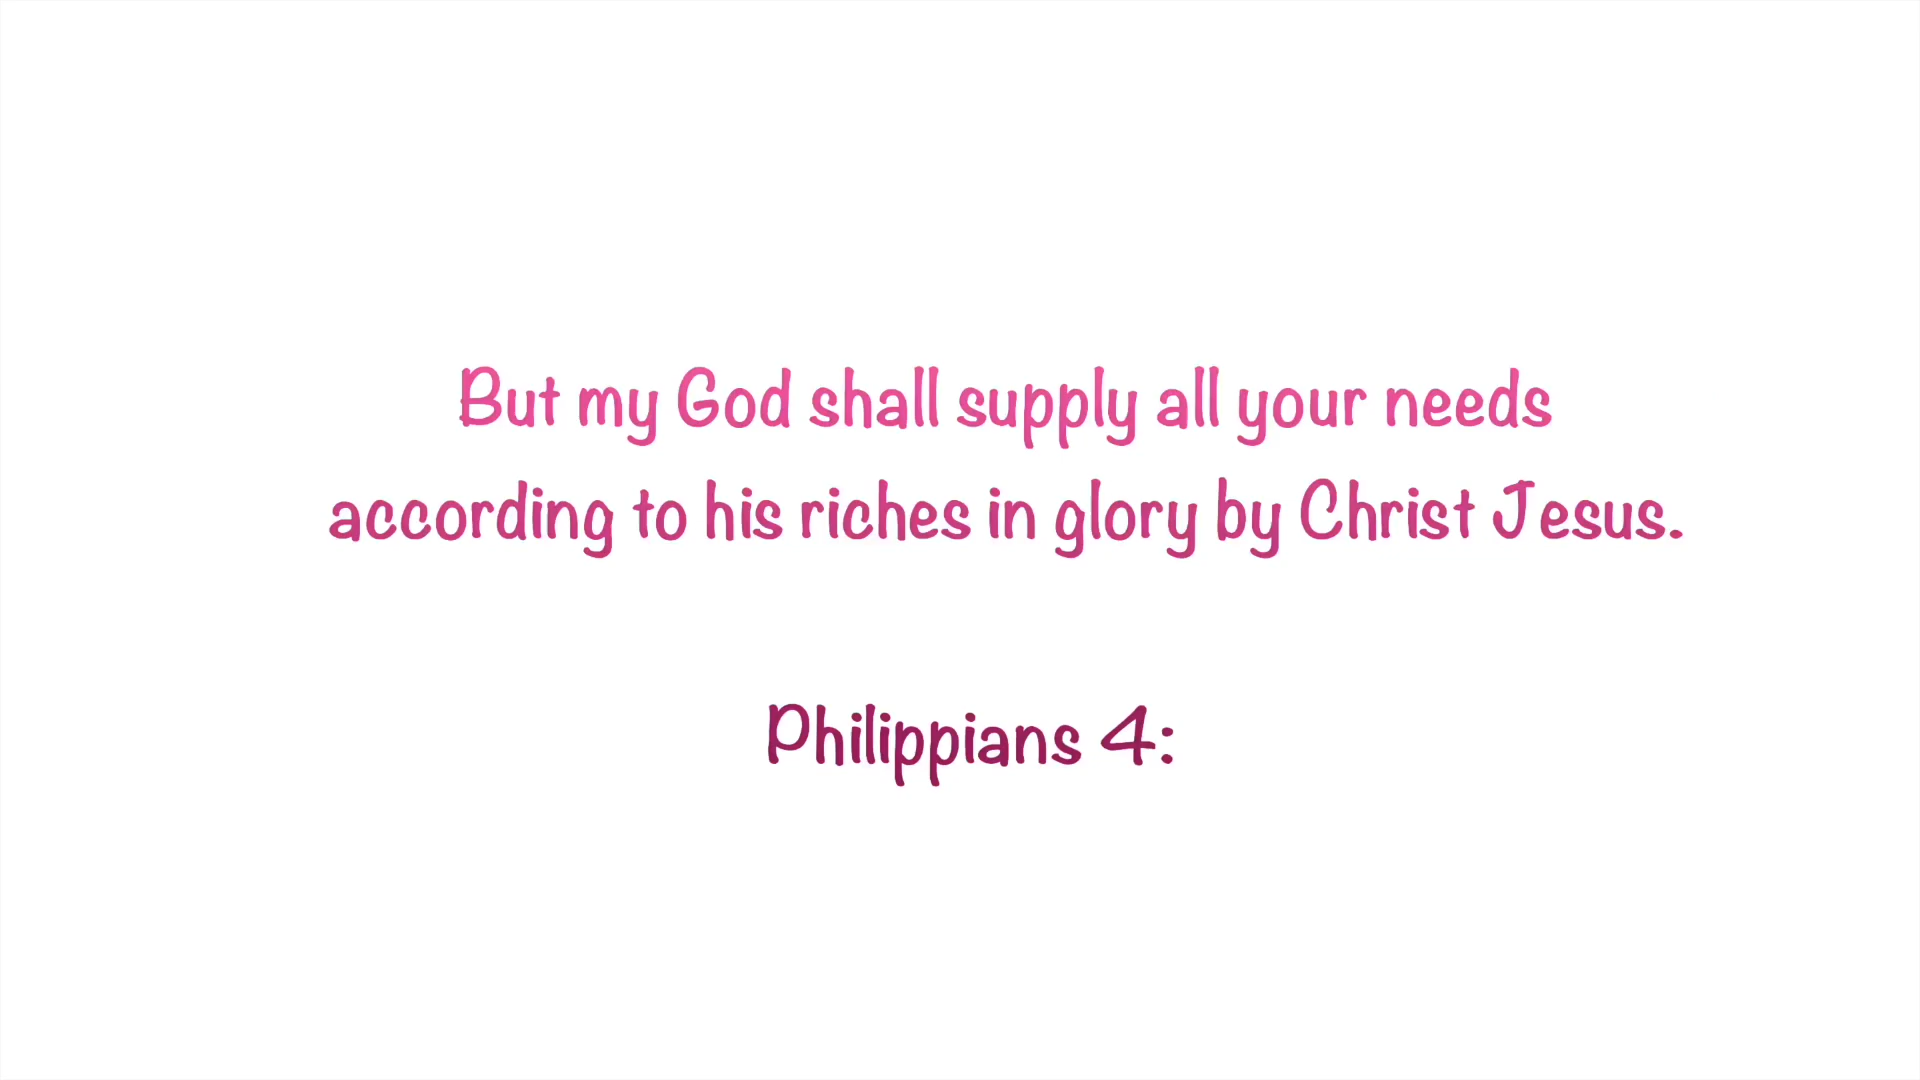 But my God shall supply all your needs
according to his riches in glory by Christ Jesus.
Philippians 4: